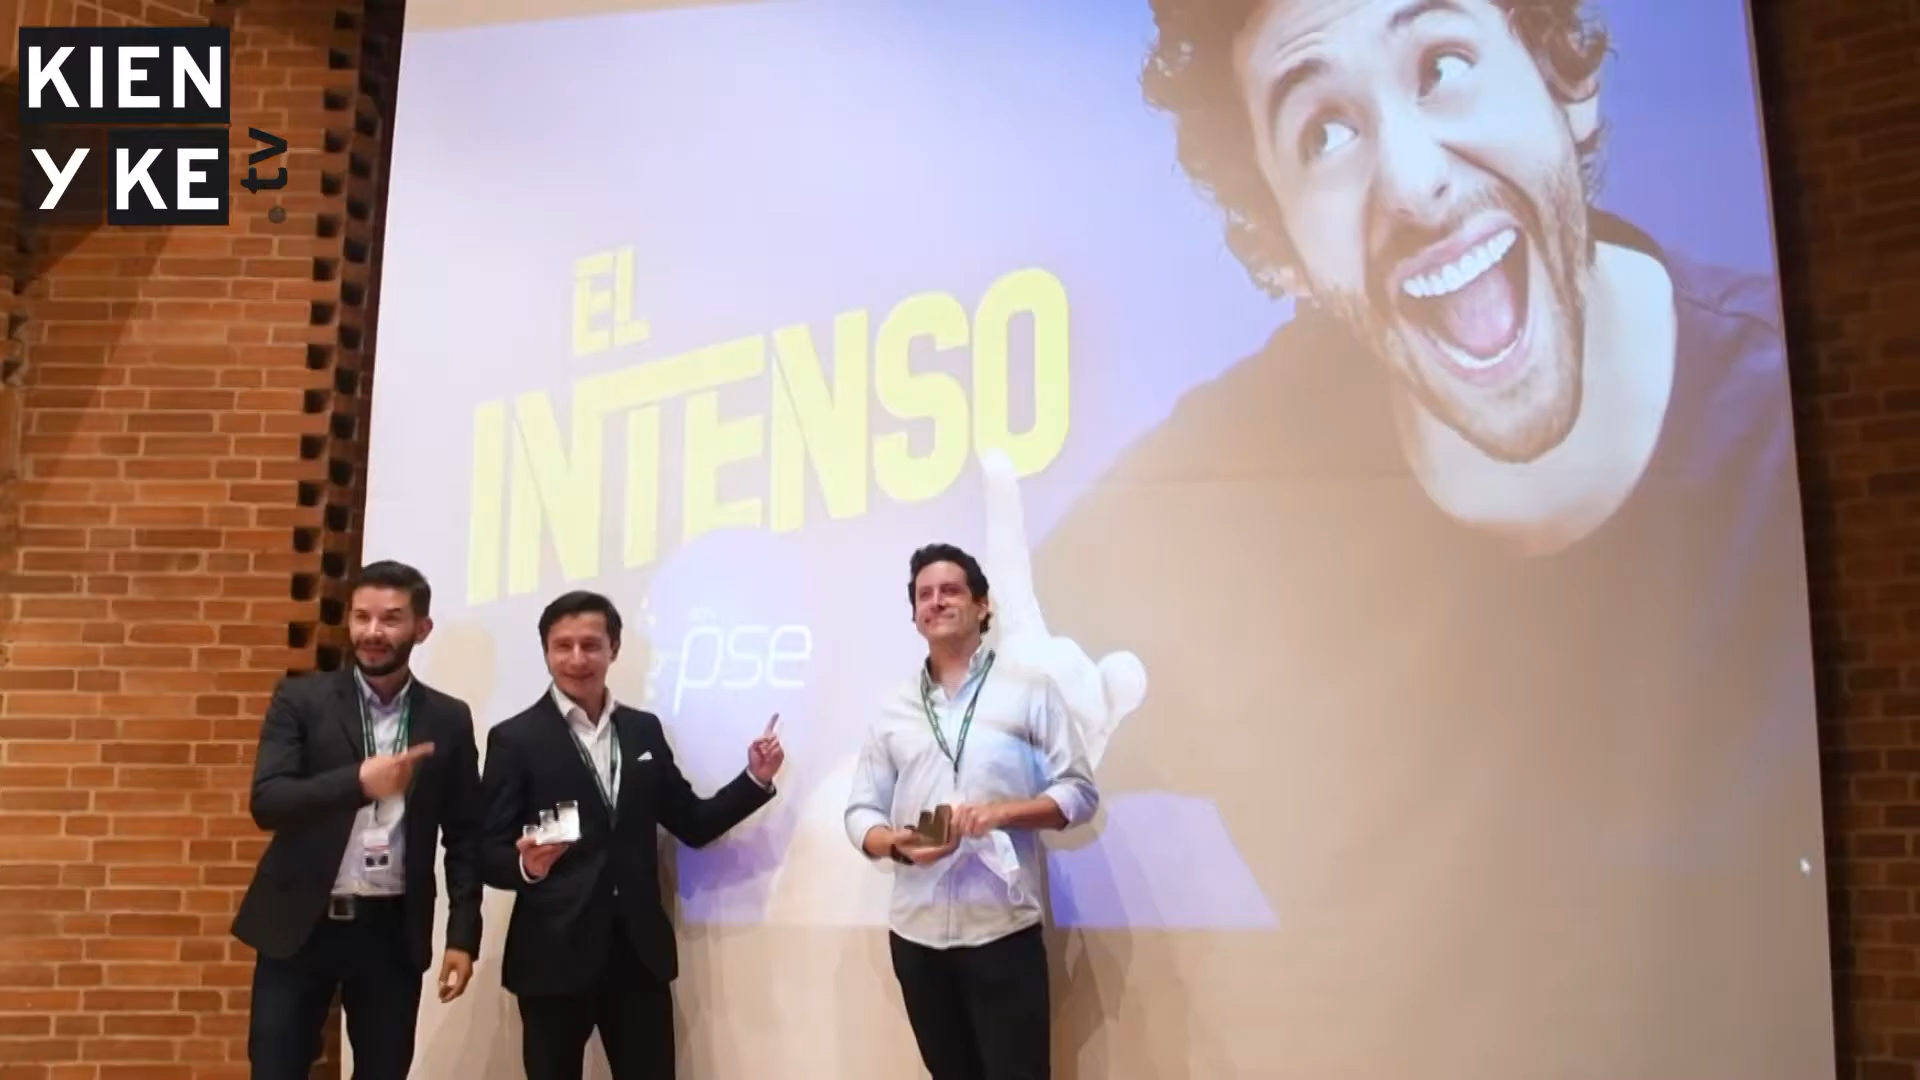 KIEN
Y KE .tv
EL
INTENSO
pse